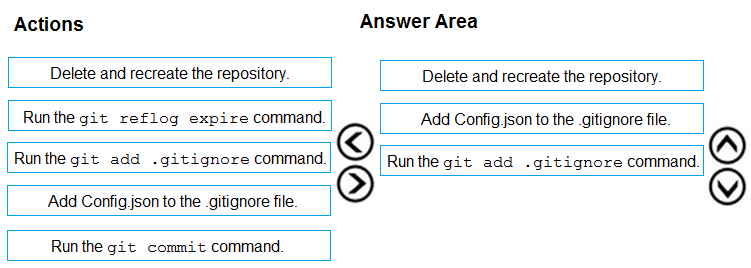 Actions
Answer Area
Delete and recreate the repository.
Run the git reflog expire command.
Run the git add .gitignore command.
Add Config.json to the .gitignore file.
Run the git commit command.
Delete and recreate the repository.
Add Config.json to the .gitignore file.
Run the git add .gitignore command.